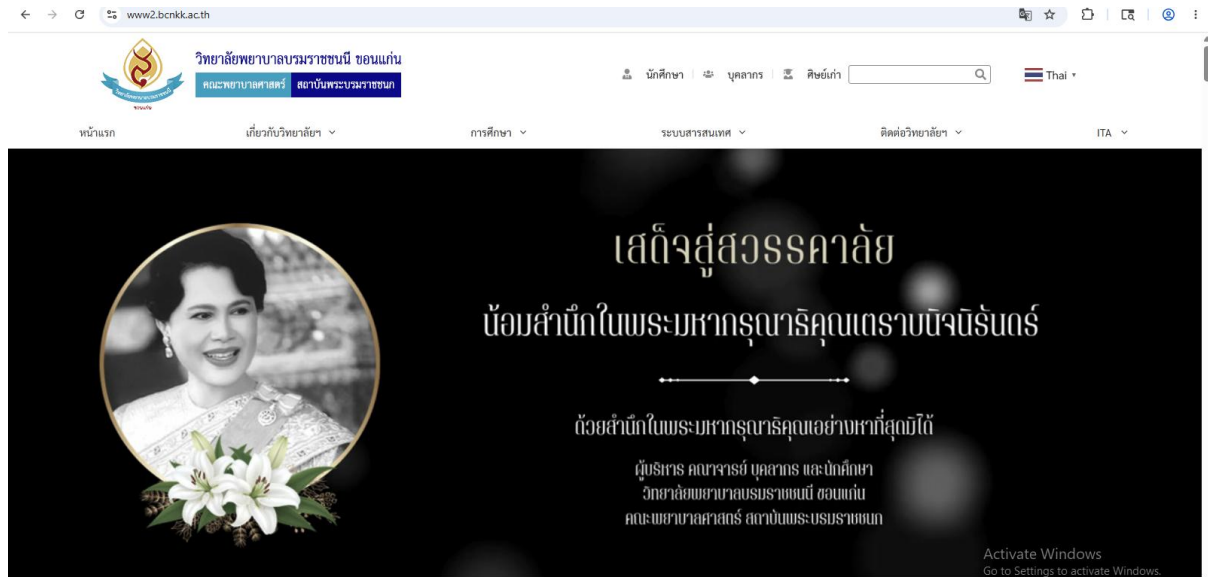 www2.bcnkk.ac.th
วิทยาลัยพยาบาลบรมราชชนนี ขอนแก่น
คณะพยาบาลศาสตร์ สถาบันพระบรมราชชนก
ขอนแก่น
นักศึกษา บุคลากร ศิษย์เก่า Thai
หน้าแรก เกี่ยวกับวิทยาลัยฯ การศึกษา ระบบสารสนเทศ ติดต่อวิทยาลัยฯ ITA
เสด็จสู่สวรรคาลัย
น้อมสำนึกในพระมหากรุณาธิคุณตราบนิจนิรันดร์
ด้วยสำนึกในพระมหากรุณาธิคุณอย่างหาที่สุดมิได้
ผู้บริหาร คณาจารย์ บุคลากร และนักศึกษา
วิทยาลัยพยาบาลบรมราชชนนี ขอนแก่น
คณะพยาบาลศาสตร์ สถาบันพระบรมราชชนก
Activate Windows
Go to Settings to activate Windows.